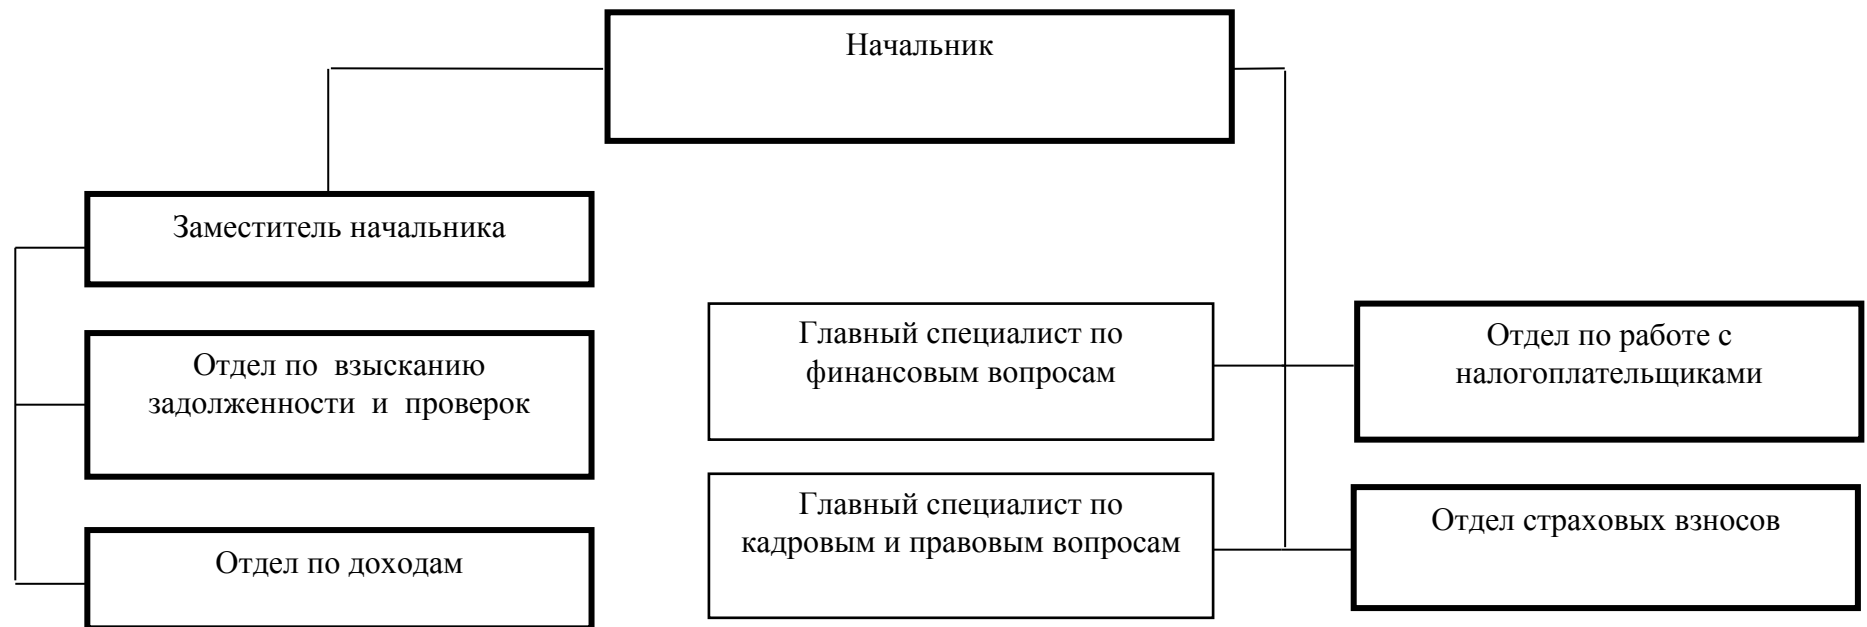 Начальник
Заместитель начальника
Отдел по взысканию
задолженности и проверок
Отдел по доходам
Главный специалист по
финансовым вопросам
Главный специалист по
кадровым и правовым вопросам
Отдел по работе с
налогоплательщиками
Отдел страховых взносов